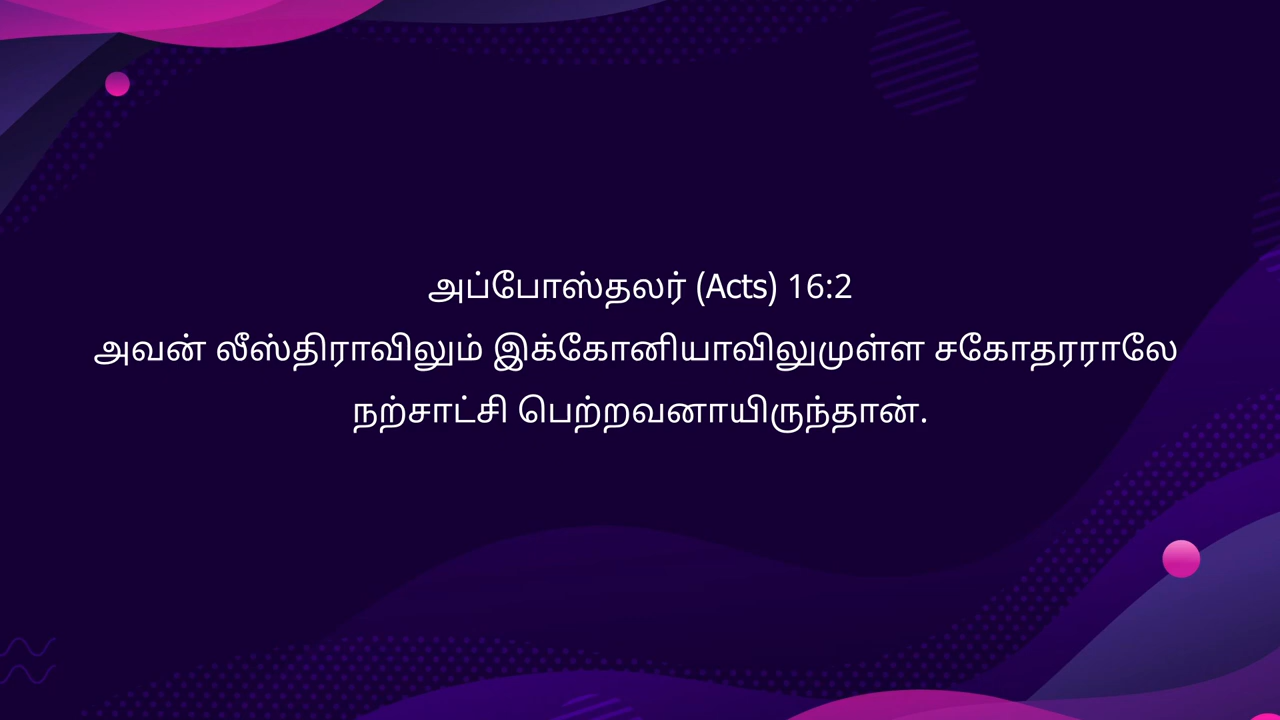 அப்போஸ்தலர் (Acts) 16:2
அவன் லீஸ்திராவிலும் இக்கோனியாவிலுமுள்ள சகோதரராலே
நற்சாட்சி பெற்றவனாயிருந்தான்.